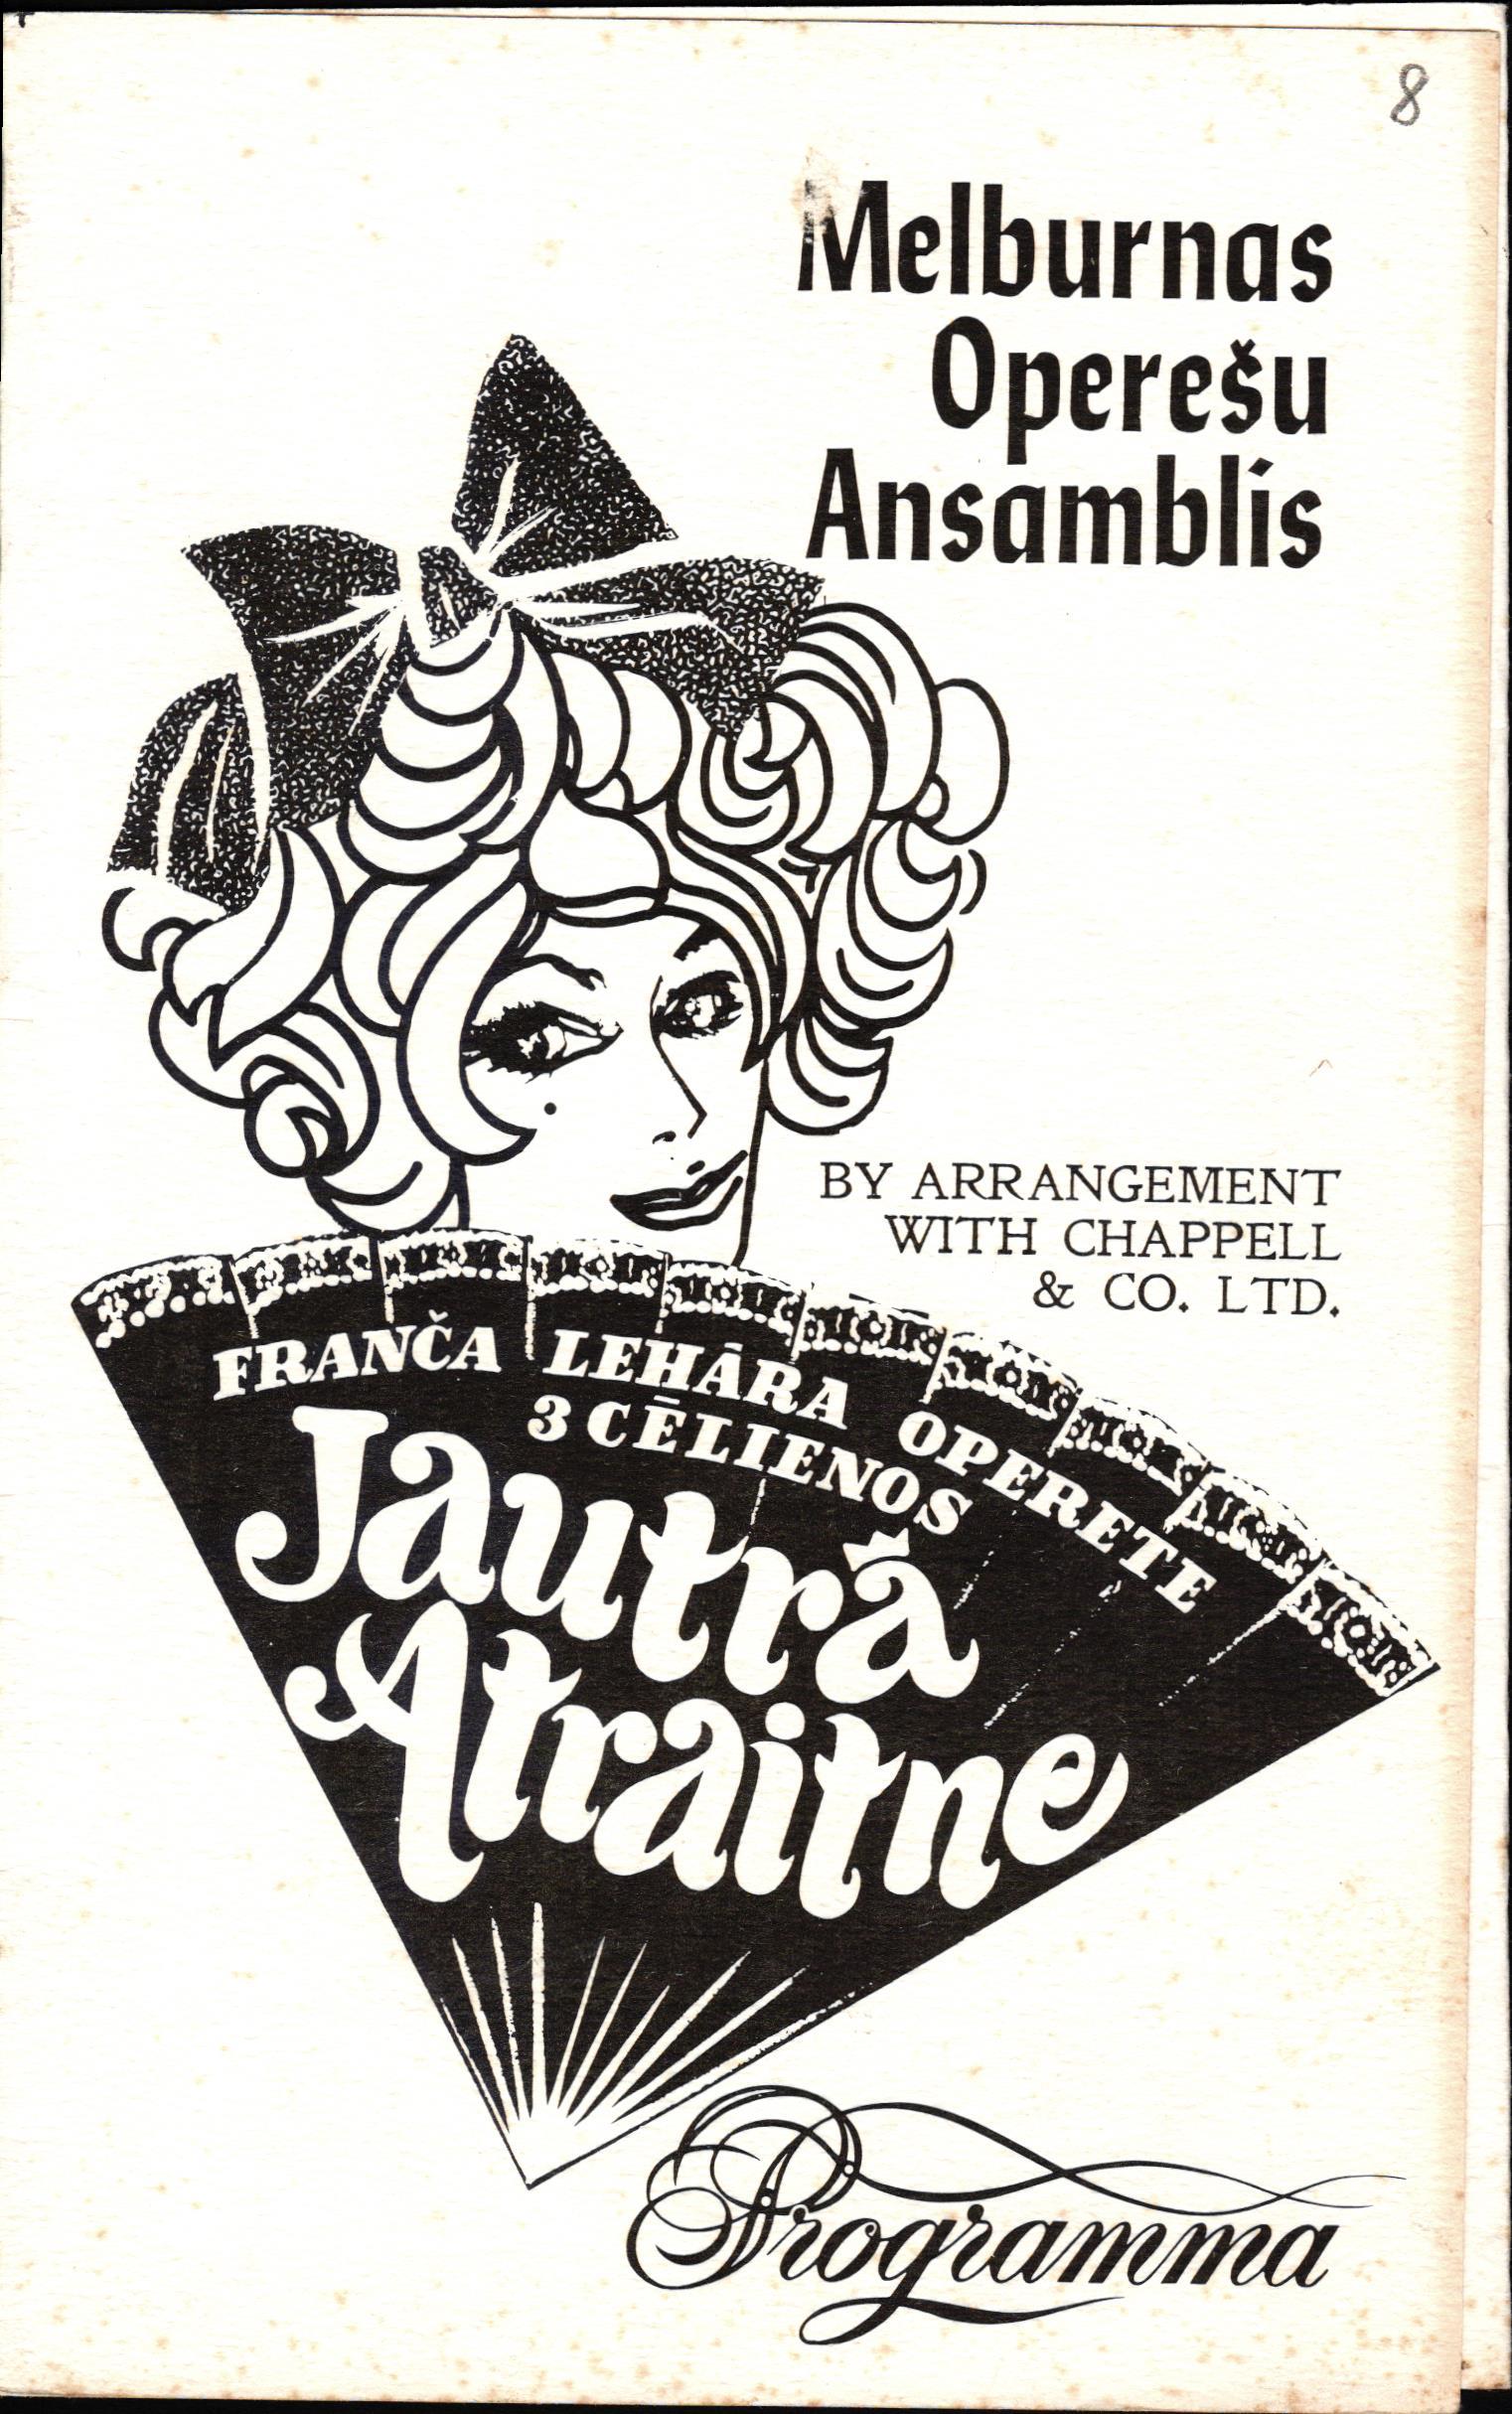 8
Melburnas
Operešu
Ansamblis
BY ARRANGEMENT
WITH CHAPPELL
& CO. LTD.
FRANČA LEHĀRA OPERETE
3 CĒLIENOS
Jautrā
Atraitne
Programma